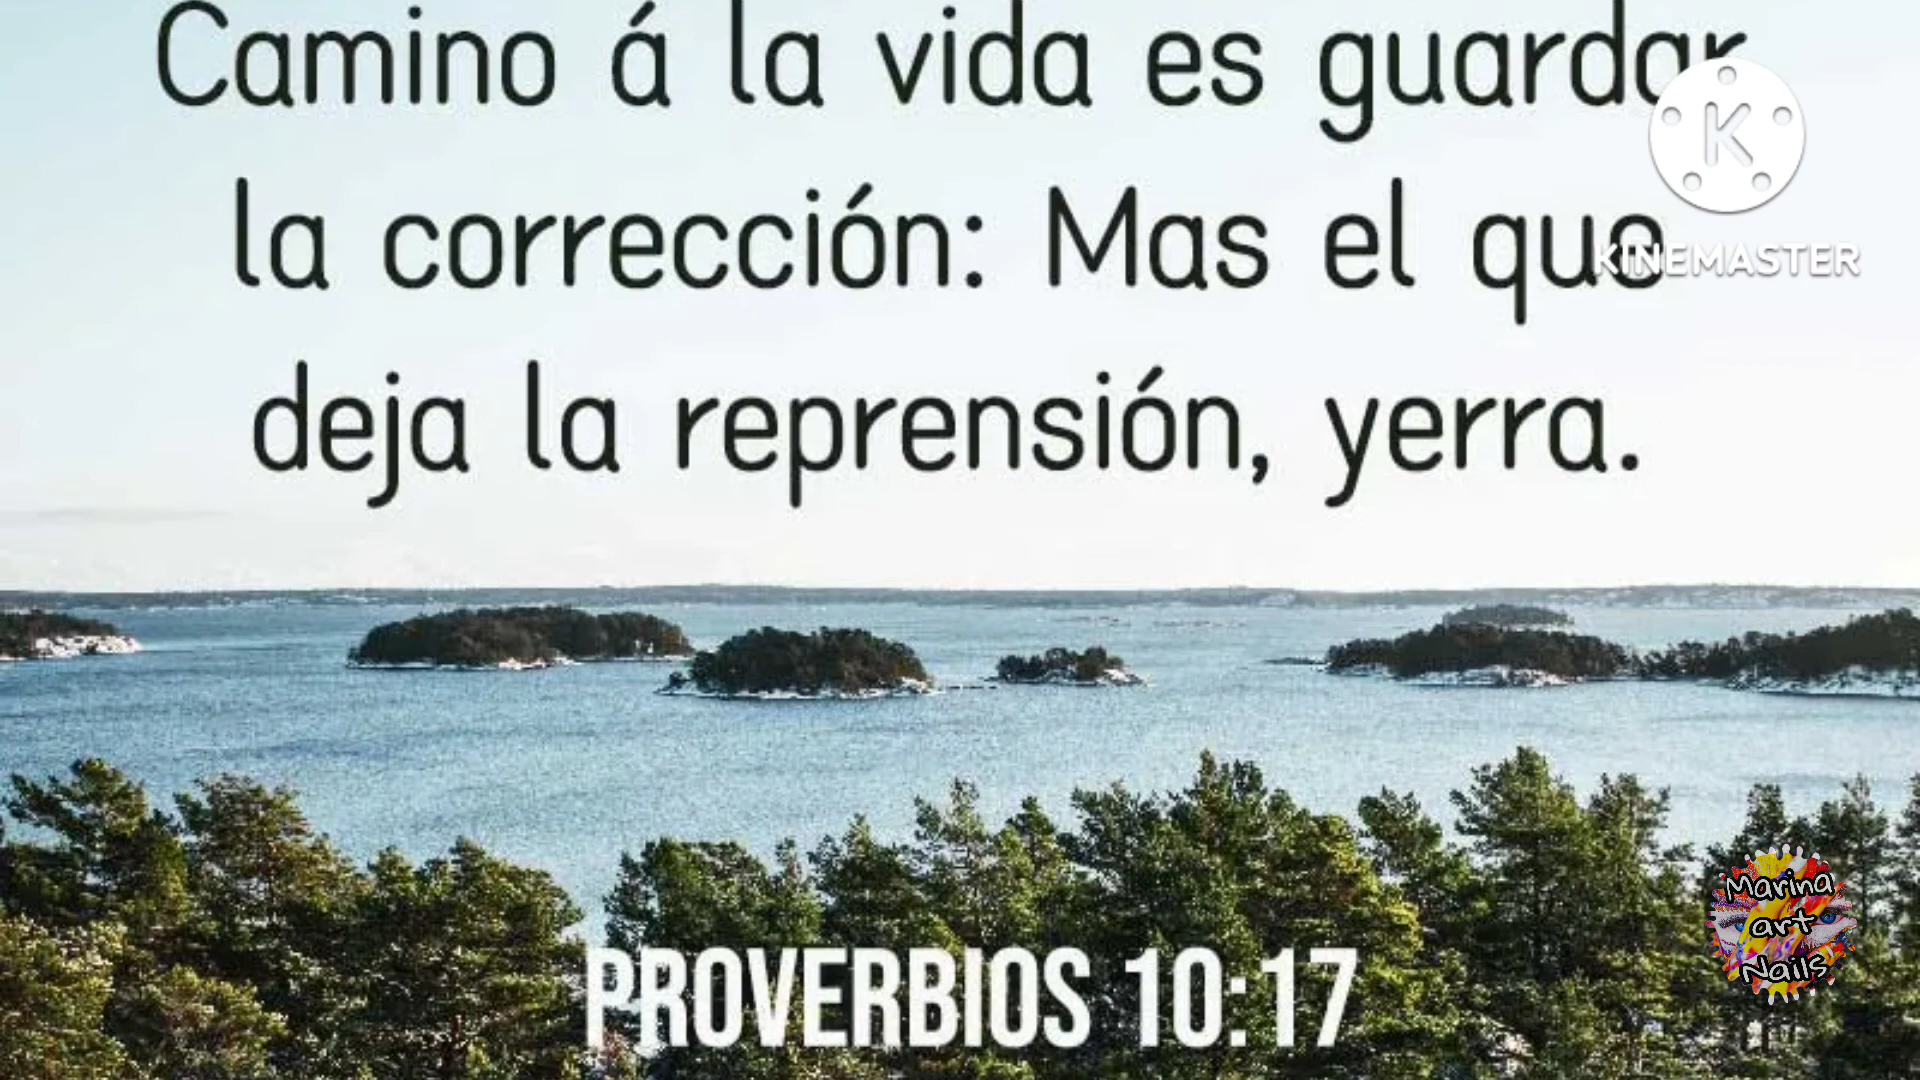 Camino á la vida es guardar
la corrección: Mas el que
deja la reprensión, yerra.
PROVERBIOS 10:17
K
KINEMASTER
Marina
art
Nails